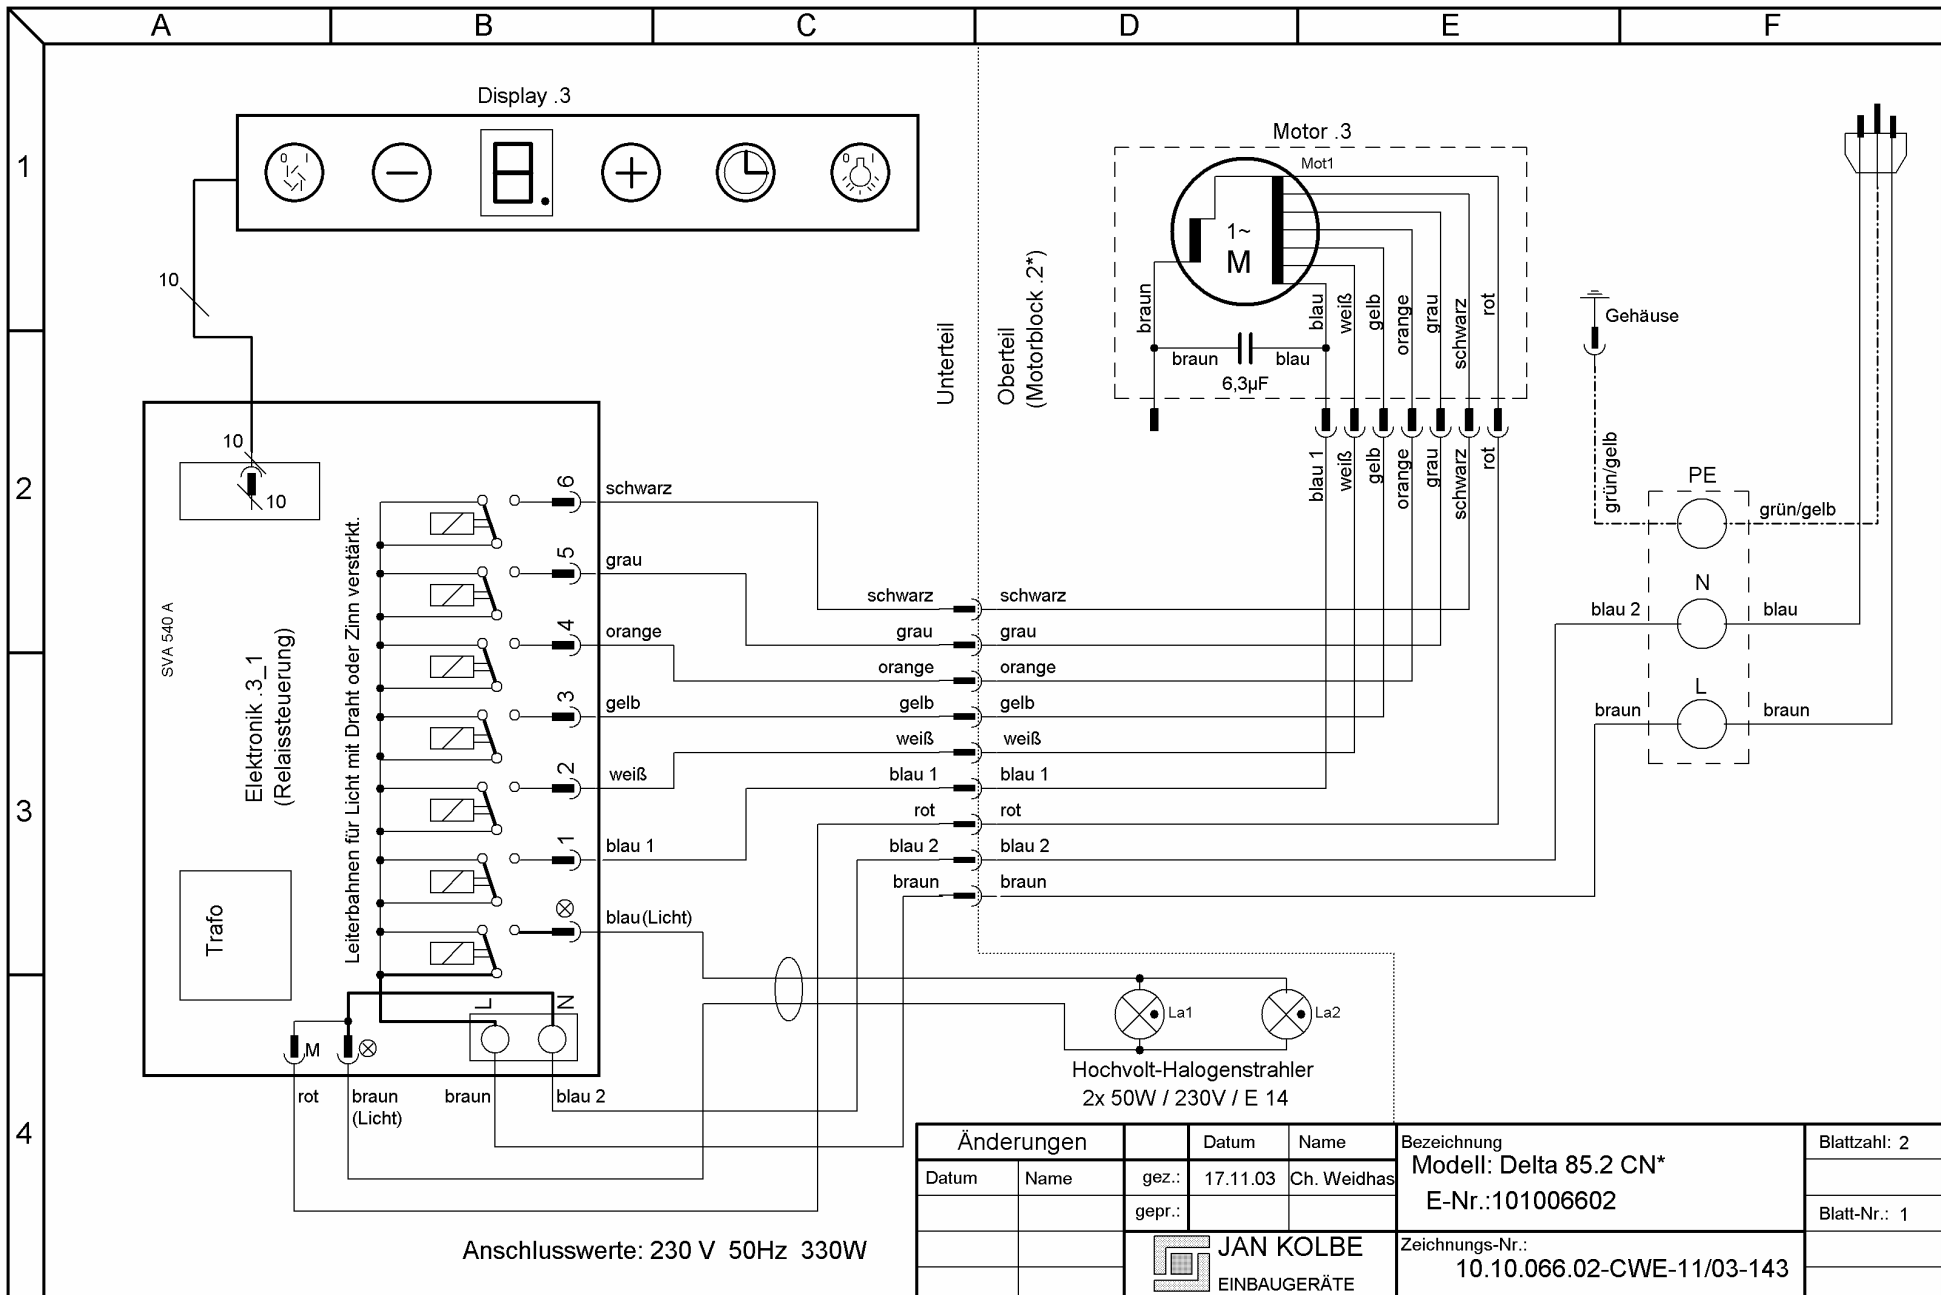 A B C D E F
1
2
3
4
Display .3
0 I
0 I
10
10
10
SVA 540 A
Elektronik .3_1
(Relaissteuerung)
Leiterbahnen für Licht mit Draht oder Zinn verstärkt.
Trafo
6
5
4
3
2
1
L
N
M
schwarz
grau
orange
gelb
weiß
blau 1
blau (Licht)
rot
braun
(Licht)
braun
blau 2
schwarz
grau
orange
gelb
weiß
blau 1
rot
blau 2
braun
schwarz
grau
orange
gelb
weiß
blau 1
rot
blau 2
braun
Unterteil
Oberteil
(Motorblock .2*)
Motor .3
Mot1
1~
M
braun
blau
weiß
gelb
orange
grau
schwarz
rot
braun
blau
6,3µF
blau 1
weiß
gelb
orange
grau
schwarz
rot
Gehäuse
grün/gelb
PE
grün/gelb
N
blau 2
blau
L
braun
braun
La1
La2
Hochvolt-Halogenstrahler
2x 50W / 230V / E 14
Anschlusswerte: 230 V 50Hz 330W
Änderungen
Datum Name
Datum Name
gez.: 17.11.03 Ch. Weidhas
gepr.:
JAN KOLBE
EINBAUGERÄTE
Bezeichnung
Modell: Delta 85.2 CN*
E-Nr.:101006602
Zeichnungs-Nr.:
10.10.066.02-CWE-11/03-143
Blattzahl: 2
Blatt-Nr.: 1